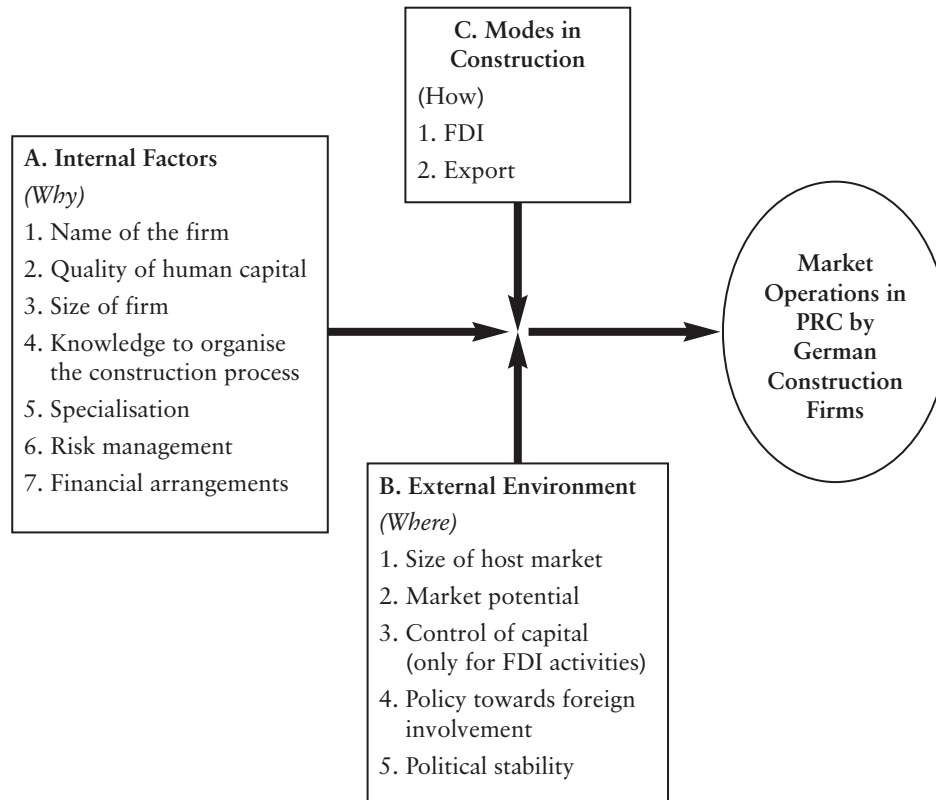 C. Modes in
Construction
(How)
1. FDI
2. Export
A. Internal Factors
(Why)
1. Name of the firm
2. Quality of human capital
3. Size of firm
4. Knowledge to organise
the construction process
5. Specialisation
6. Risk management
7. Financial arrangements
Market
Operations in
PRC by
German
Construction
Firms
B. External Environment
(Where)
1. Size of host market
2. Market potential
3. Control of capital
(only for FDI activities)
4. Policy towards foreign
involvement
5. Political stability